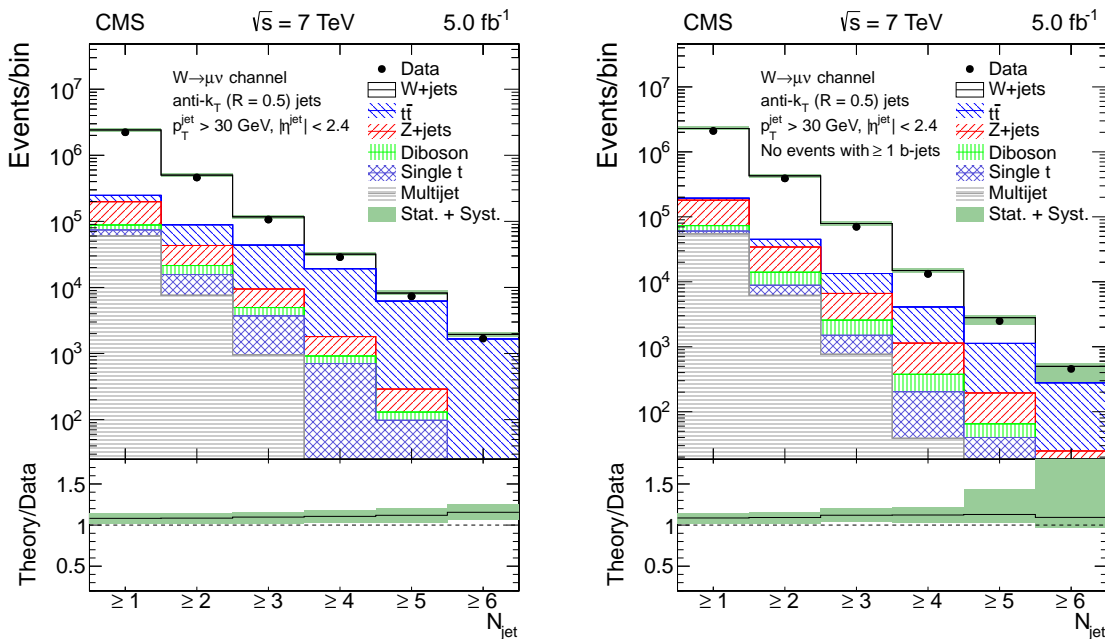 CMS √s = 7 TeV 5.0 fb⁻¹
Events/bin
10⁷
10⁶
10⁵
10⁴
10³
10²
W→μν channel
anti-k_T (R = 0.5) jets
p_T^jet > 30 GeV, |η^jet| < 2.4
Data
W+jets
tt̄
Z+jets
Diboson
Single t
Multijet
Stat. + Syst.
Theory/Data
1.5
1
0.5
≥ 1 ≥ 2 ≥ 3 ≥ 4 ≥ 5 ≥ 6
N_jet
CMS √s = 7 TeV 5.0 fb⁻¹
Events/bin
10⁷
10⁶
10⁵
10⁴
10³
10²
W→μν channel
anti-k_T (R = 0.5) jets
p_T^jet > 30 GeV, |η^jet| < 2.4
No events with ≥ 1 b-jets
Data
W+jets
tt̄
Z+jets
Diboson
Single t
Multijet
Stat. + Syst.
Theory/Data
1.5
1
0.5
≥ 1 ≥ 2 ≥ 3 ≥ 4 ≥ 5 ≥ 6
N_jet